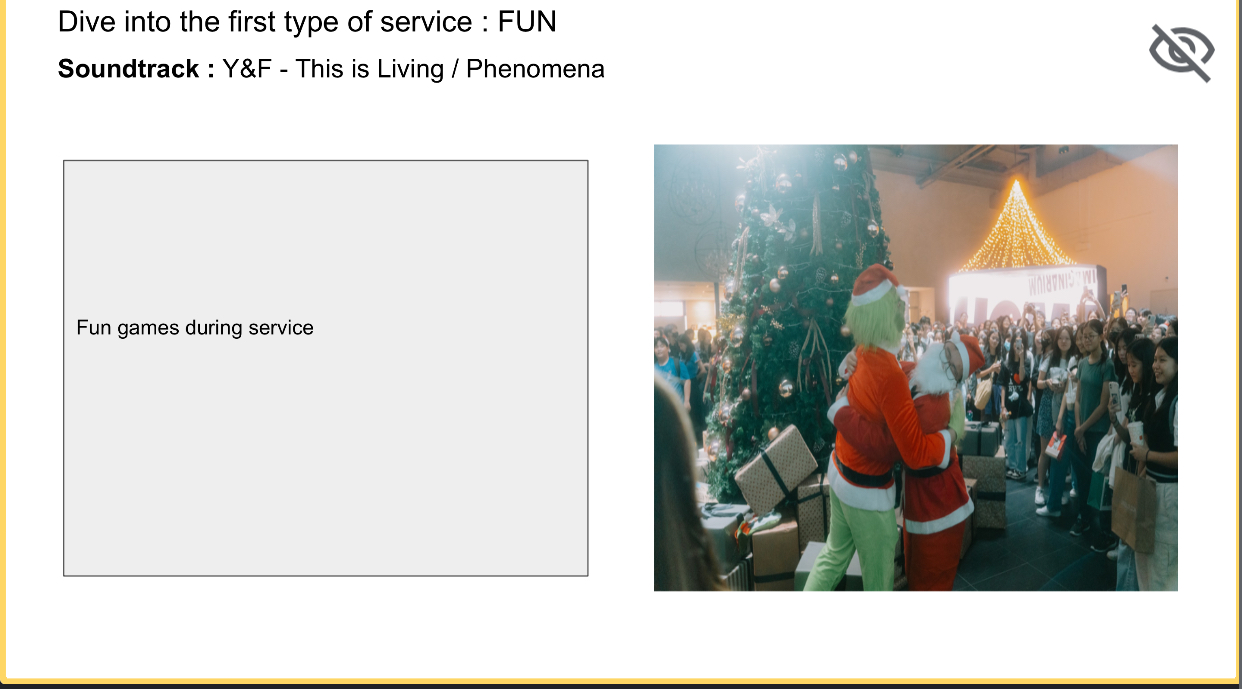 Dive into the first type of service : FUN
Soundtrack : Y&F - This is Living / Phenomena
Fun games during service